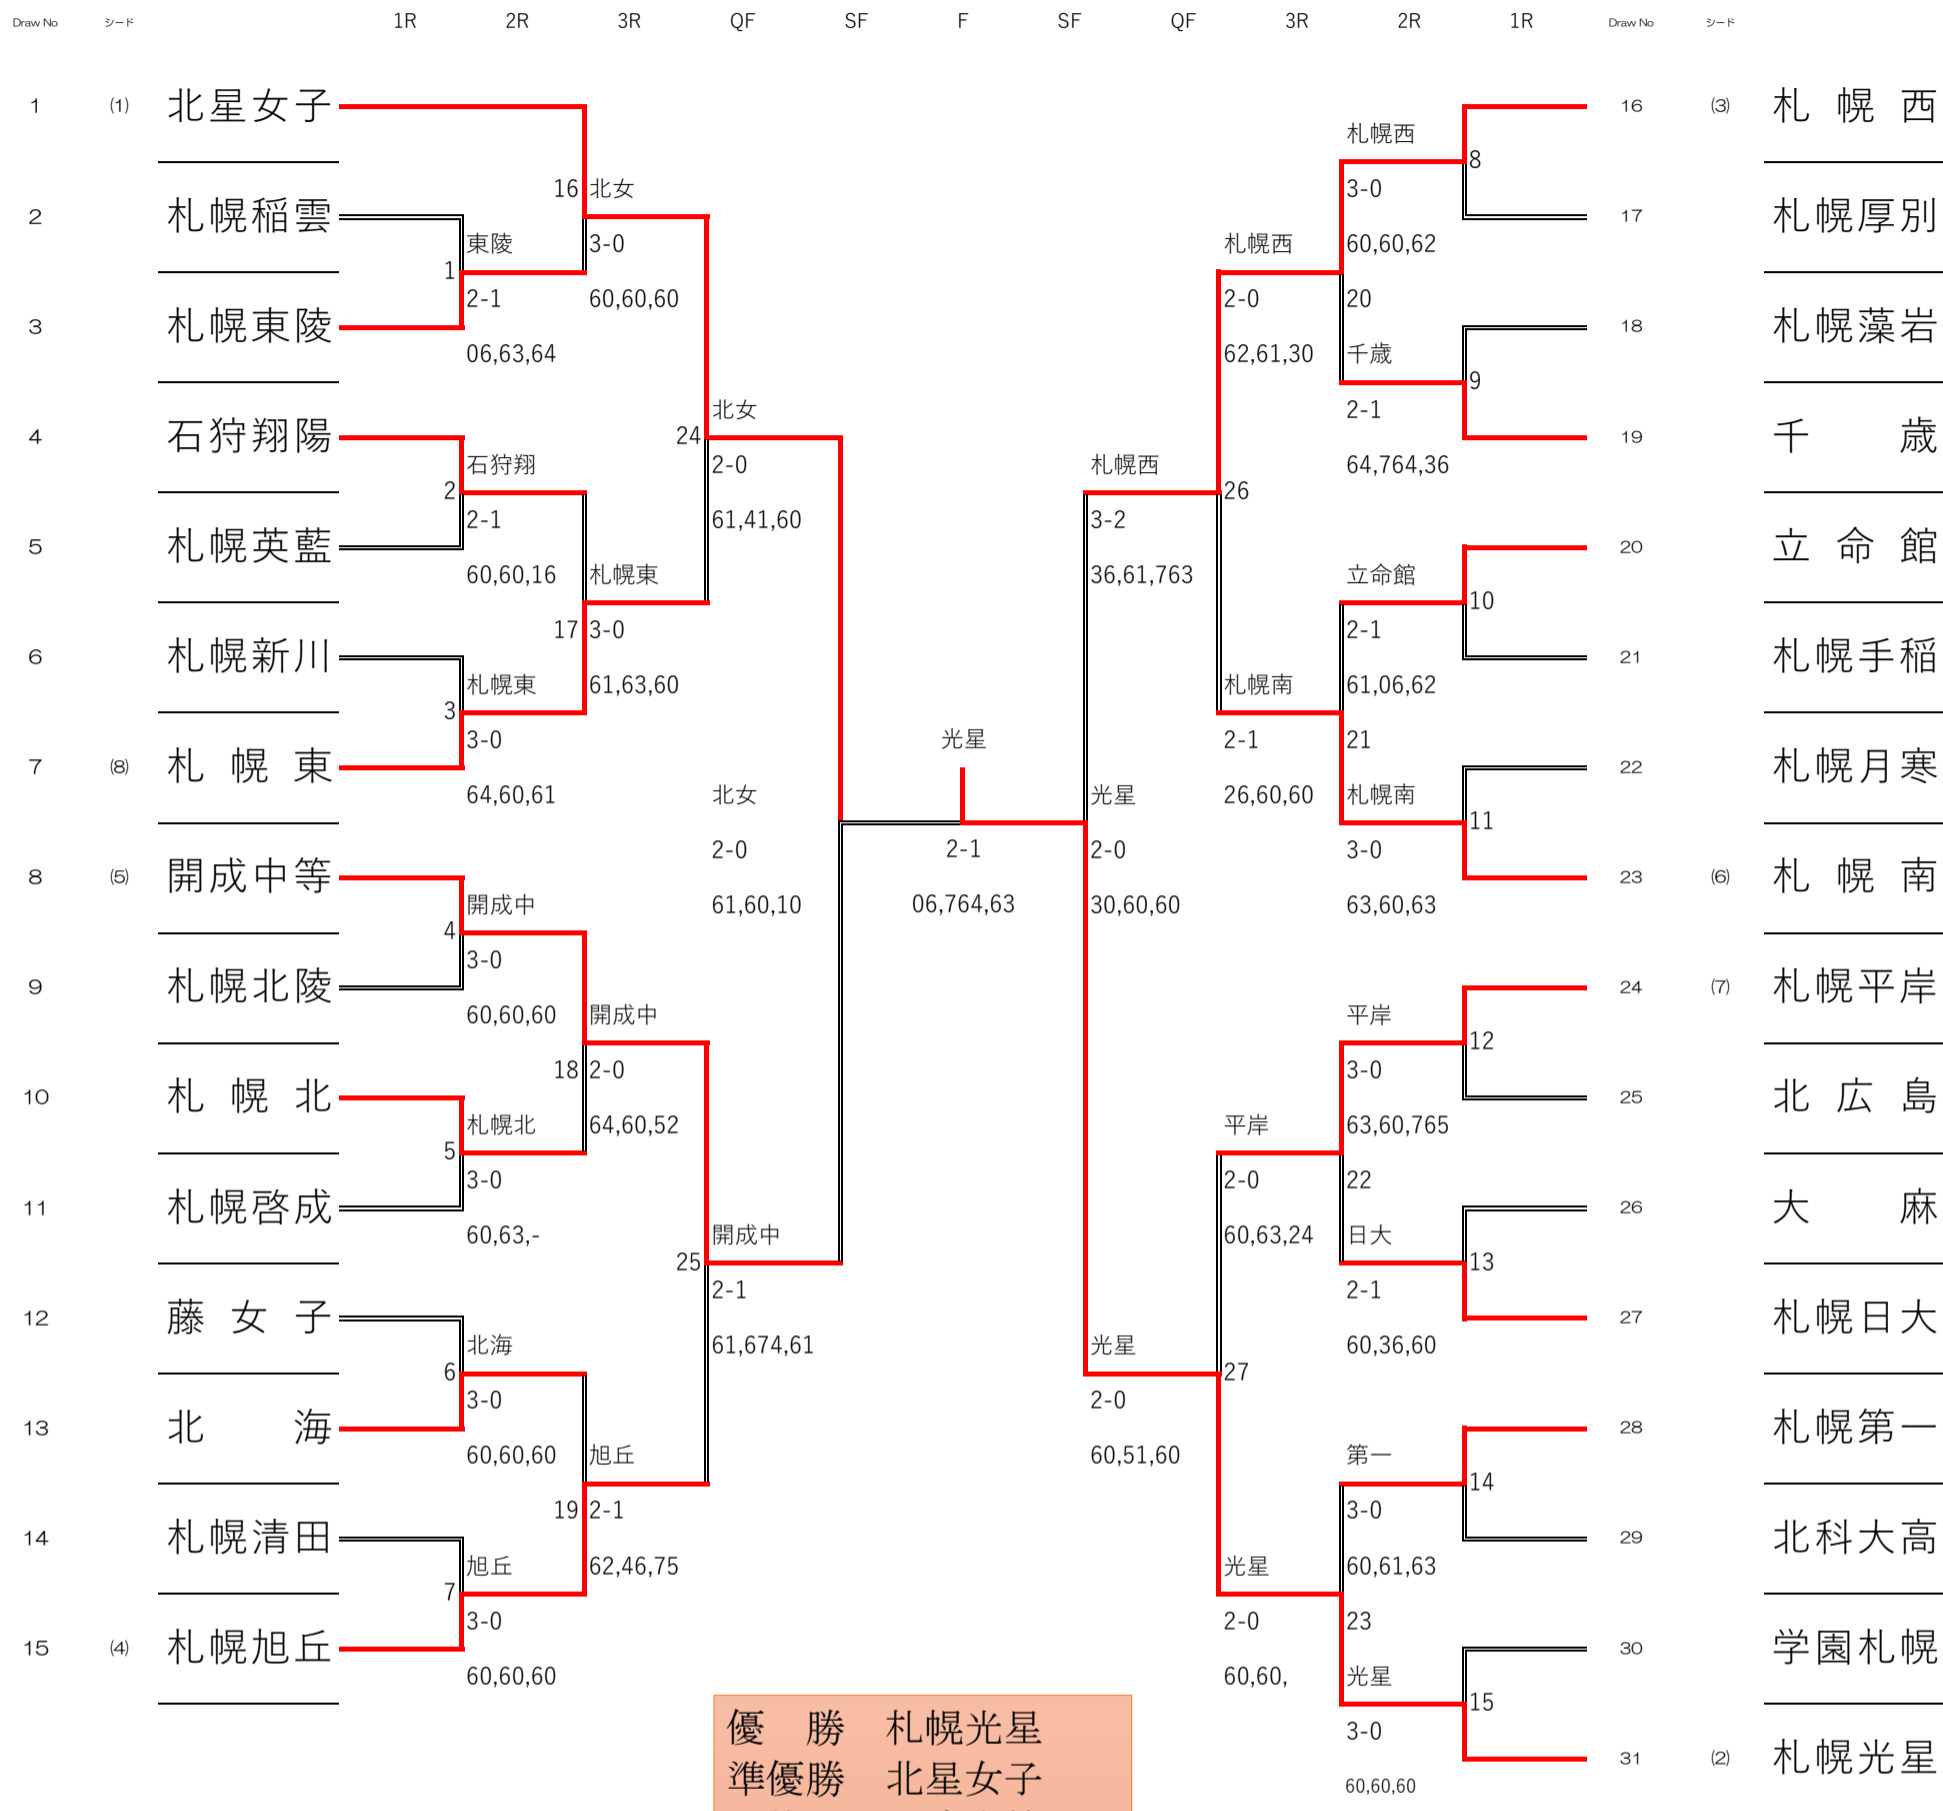 Draw No シード 1R 2R 3R QF SF F SF QF 3R 2R 1R Draw No シード
1 (1) 北星女子
2 札幌稲雲
3 札幌東陵
4 石狩翔陽
5 札幌英藍
6 札幌新川
7 (8) 札幌東
8 (5) 開成中等
9 札幌北陵
10 札幌北
11 札幌啓成
12 藤女子
13 北海
14 札幌清田
15 (4) 札幌旭丘
1
東陵
2-1
06,63,64
2
石狩翔
2-1
60,60,16
3
札幌東
3-0
64,60,61
4
開成中
3-0
60,60,60
5
札幌北
3-0
60,63,-
6
北海
3-0
60,60,60
7
旭丘
3-0
60,60,60
16 北女
3-0
60,60,60
札幌東
17 3-0
61,63,60
開成中
18 2-0
64,60,52
旭丘
19 2-1
62,46,75
北女
24
2-0
61,41,60
開成中
25
2-1
61,674,61
北女
2-0
61,60,10
光星
2-1
06,764,63
札幌西
3-2
36,61,763
光星
2-0
30,60,60
光星
2-0
60,51,60
札幌西
2-0
62,61,30
26
札幌南
2-1
26,60,60
平岸
2-0
60,63,24
27
光星
2-0
60,60,
札幌西
3-0
60,60,62
20
千歳
2-1
64,764,36
立命館
2-1
61,06,62
21
札幌南
3-0
63,60,63
平岸
3-0
63,60,765
22
日大
2-1
60,36,60
第一
3-0
60,61,63
23
光星
3-0
60,60,60
8
9
10
11
12
13
14
15
16 (3) 札幌西
17 札幌厚別
18 札幌藻岩
19 千歳
20 立命館
21 札幌手稲
22 札幌月寒
23 (6) 札幌南
24 (7) 札幌平岸
25 北広島
26 大麻
27 札幌日大
28 札幌第一
29 北科大高
30 学園札幌
31 (2) 札幌光星
優　勝　札幌光星
準優勝　北星女子